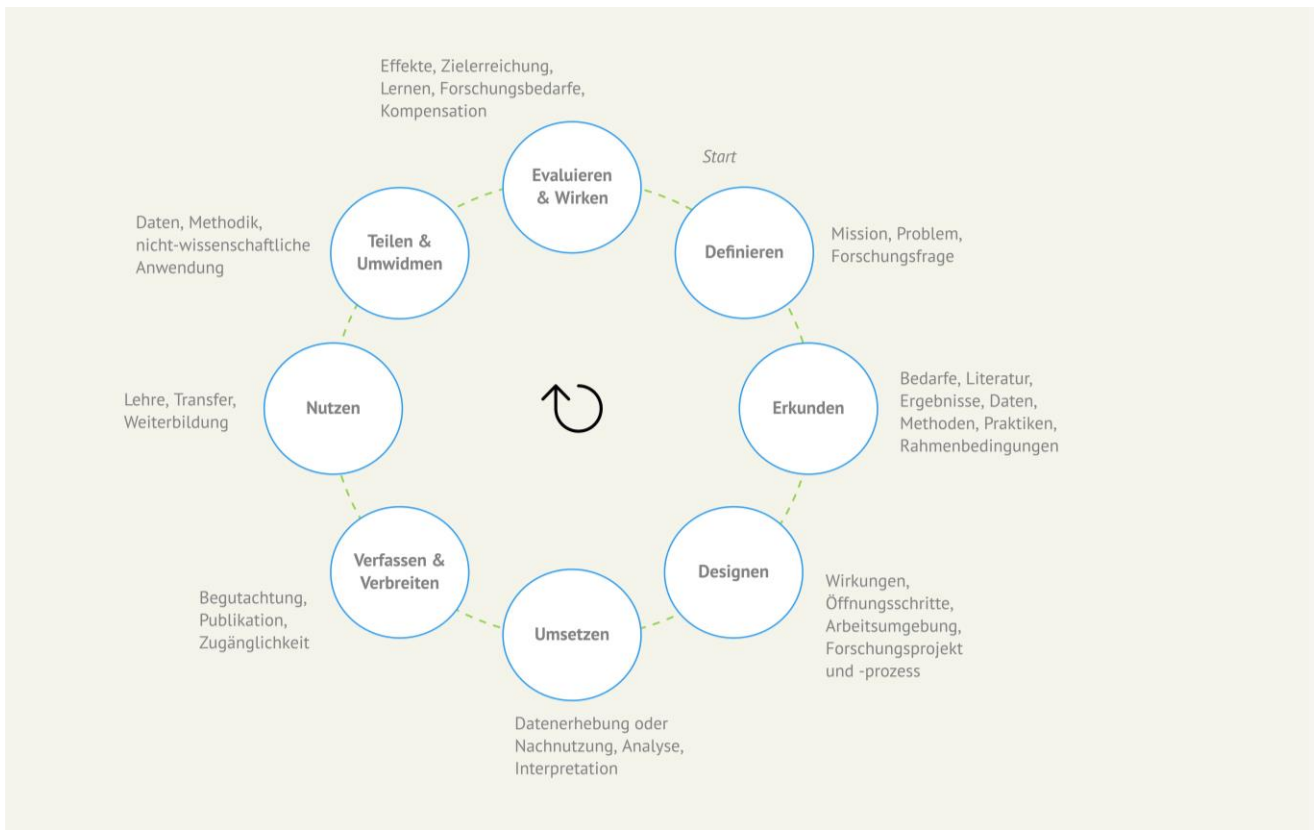 Effekte, Zielerreichung,
Lernen, Forschungsbedarfe,
Kompensation
Evaluieren
& Wirken
Start
Definieren
Mission, Problem,
Forschungsfrage
Erkunden
Bedarfe, Literatur,
Ergebnisse, Daten,
Methoden, Praktiken,
Rahmenbedingungen
Designen
Wirkungen,
Öffnungsschritte,
Arbeitsumgebung,
Forschungsprojekt
und -prozess
Umsetzen
Datenerhebung oder
Nachnutzung, Analyse,
Interpretation
Verfassen &
Verbreiten
Begutachtung,
Publikation,
Zugänglichkeit
Nutzen
Lehre, Transfer,
Weiterbildung
Teilen &
Umwidmen
Daten, Methodik,
nicht-wissenschaftliche
Anwendung